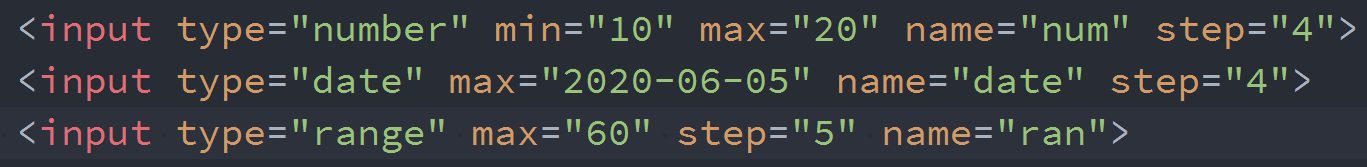 <input type="number" min="10" max="20" name="num" step="4">
<input type="date" max="2020-06-05" name="date" step="4">
<input type="range" max="60" step="5" name="ran">